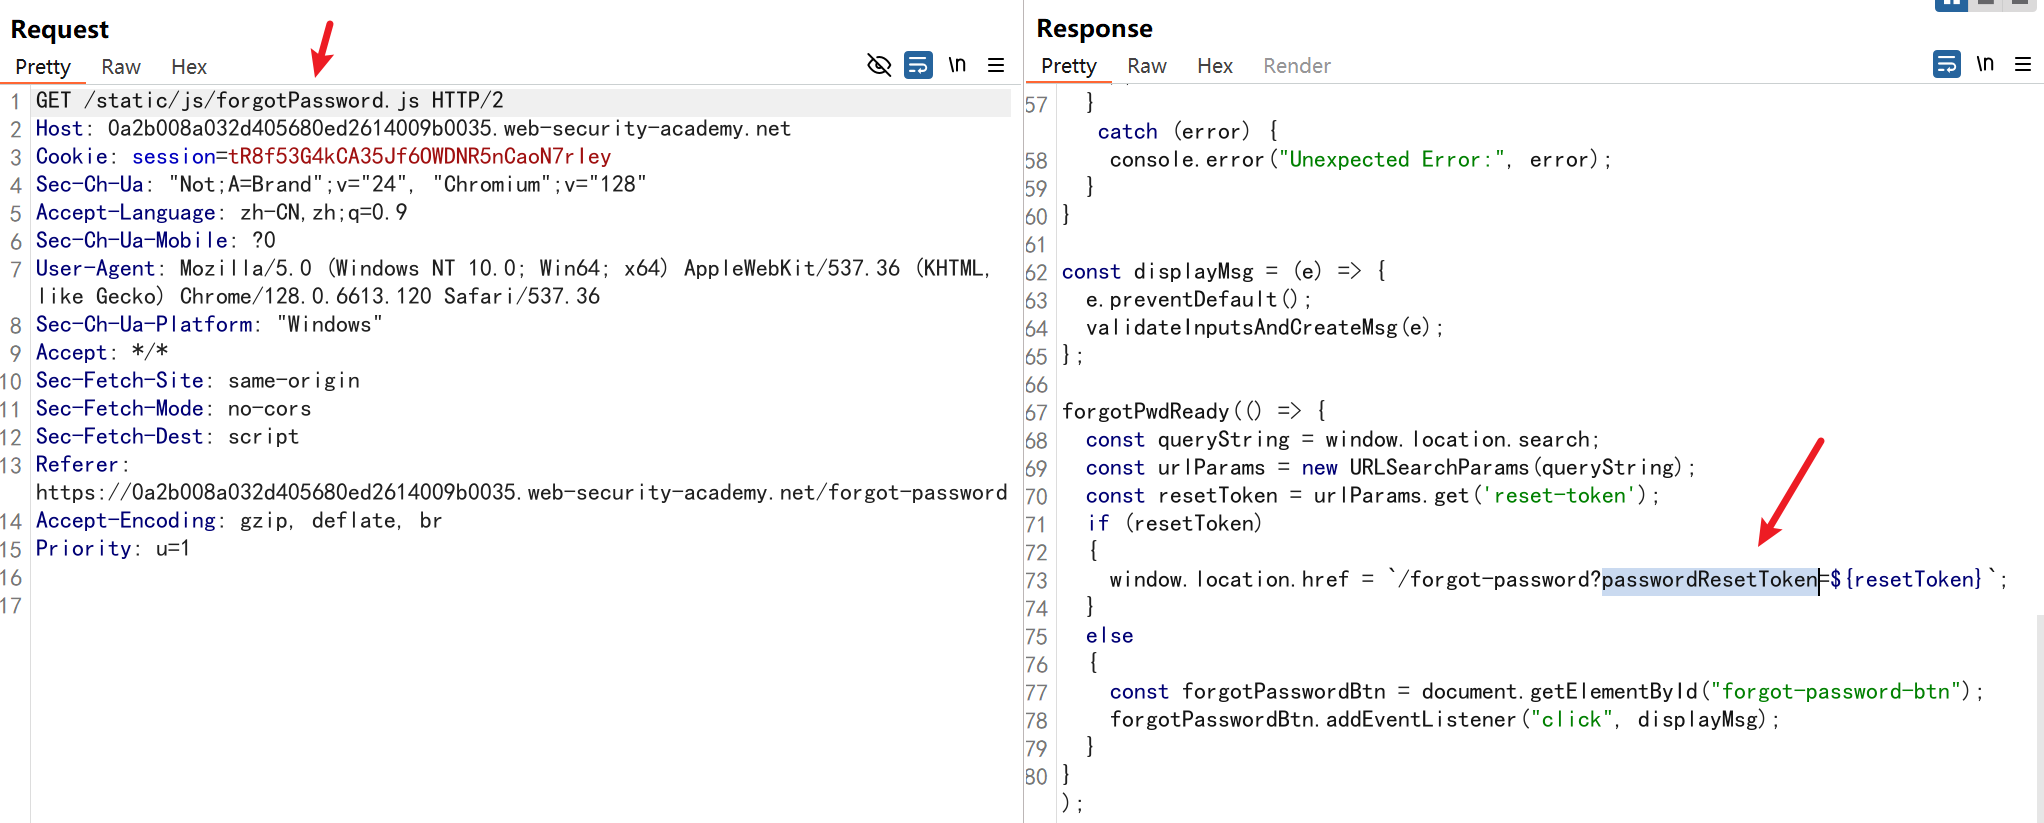 Request
Pretty Raw Hex
\n
1 GET /static/js/forgotPassword.js HTTP/2
2 Host: 0a2b008a032d405680ed2614009b0035.web-security-academy.net
3 Cookie: session=tR8f53G4kCA35Jf6OWDNR5nCaoN7rIey
4 Sec-Ch-Ua: "Not;A=Brand";v="24", "Chromium";v="128"
5 Accept-Language: zh-CN,zh;q=0.9
6 Sec-Ch-Ua-Mobile: ?0
7 User-Agent: Mozilla/5.0 (Windows NT 10.0; Win64; x64) AppleWebKit/537.36 (KHTML,
like Gecko) Chrome/128.0.6613.120 Safari/537.36
8 Sec-Ch-Ua-Platform: "Windows"
9 Accept: */*
10 Sec-Fetch-Site: same-origin
11 Sec-Fetch-Mode: no-cors
12 Sec-Fetch-Dest: script
13 Referer:
https://0a2b008a032d405680ed2614009b0035.web-security-academy.net/forgot-password
14 Accept-Encoding: gzip, deflate, br
15 Priority: u=1
16
17
Response
Pretty Raw Hex Render
\n
57 }
catch (error) {
58 console.error("Unexpected Error:", error);
59 }
60 }
61
62 const displayMsg = (e) => {
63 e.preventDefault();
64 validateInputsAndCreateMsg(e);
65 };
66
67 forgotPwdReady(() => {
68 const queryString = window.location.search;
69 const urlParams = new URLSearchParams(queryString);
70 const resetToken = urlParams.get('reset-token');
71 if (resetToken)
72 {
73 window.location.href = `/forgot-password?passwordResetToken=${resetToken}`;
74 }
75 else
76 {
77 const forgotPasswordBtn = document.getElementById("forgot-password-btn");
78 forgotPasswordBtn.addEventListener("click", displayMsg);
79 }
80 }
);